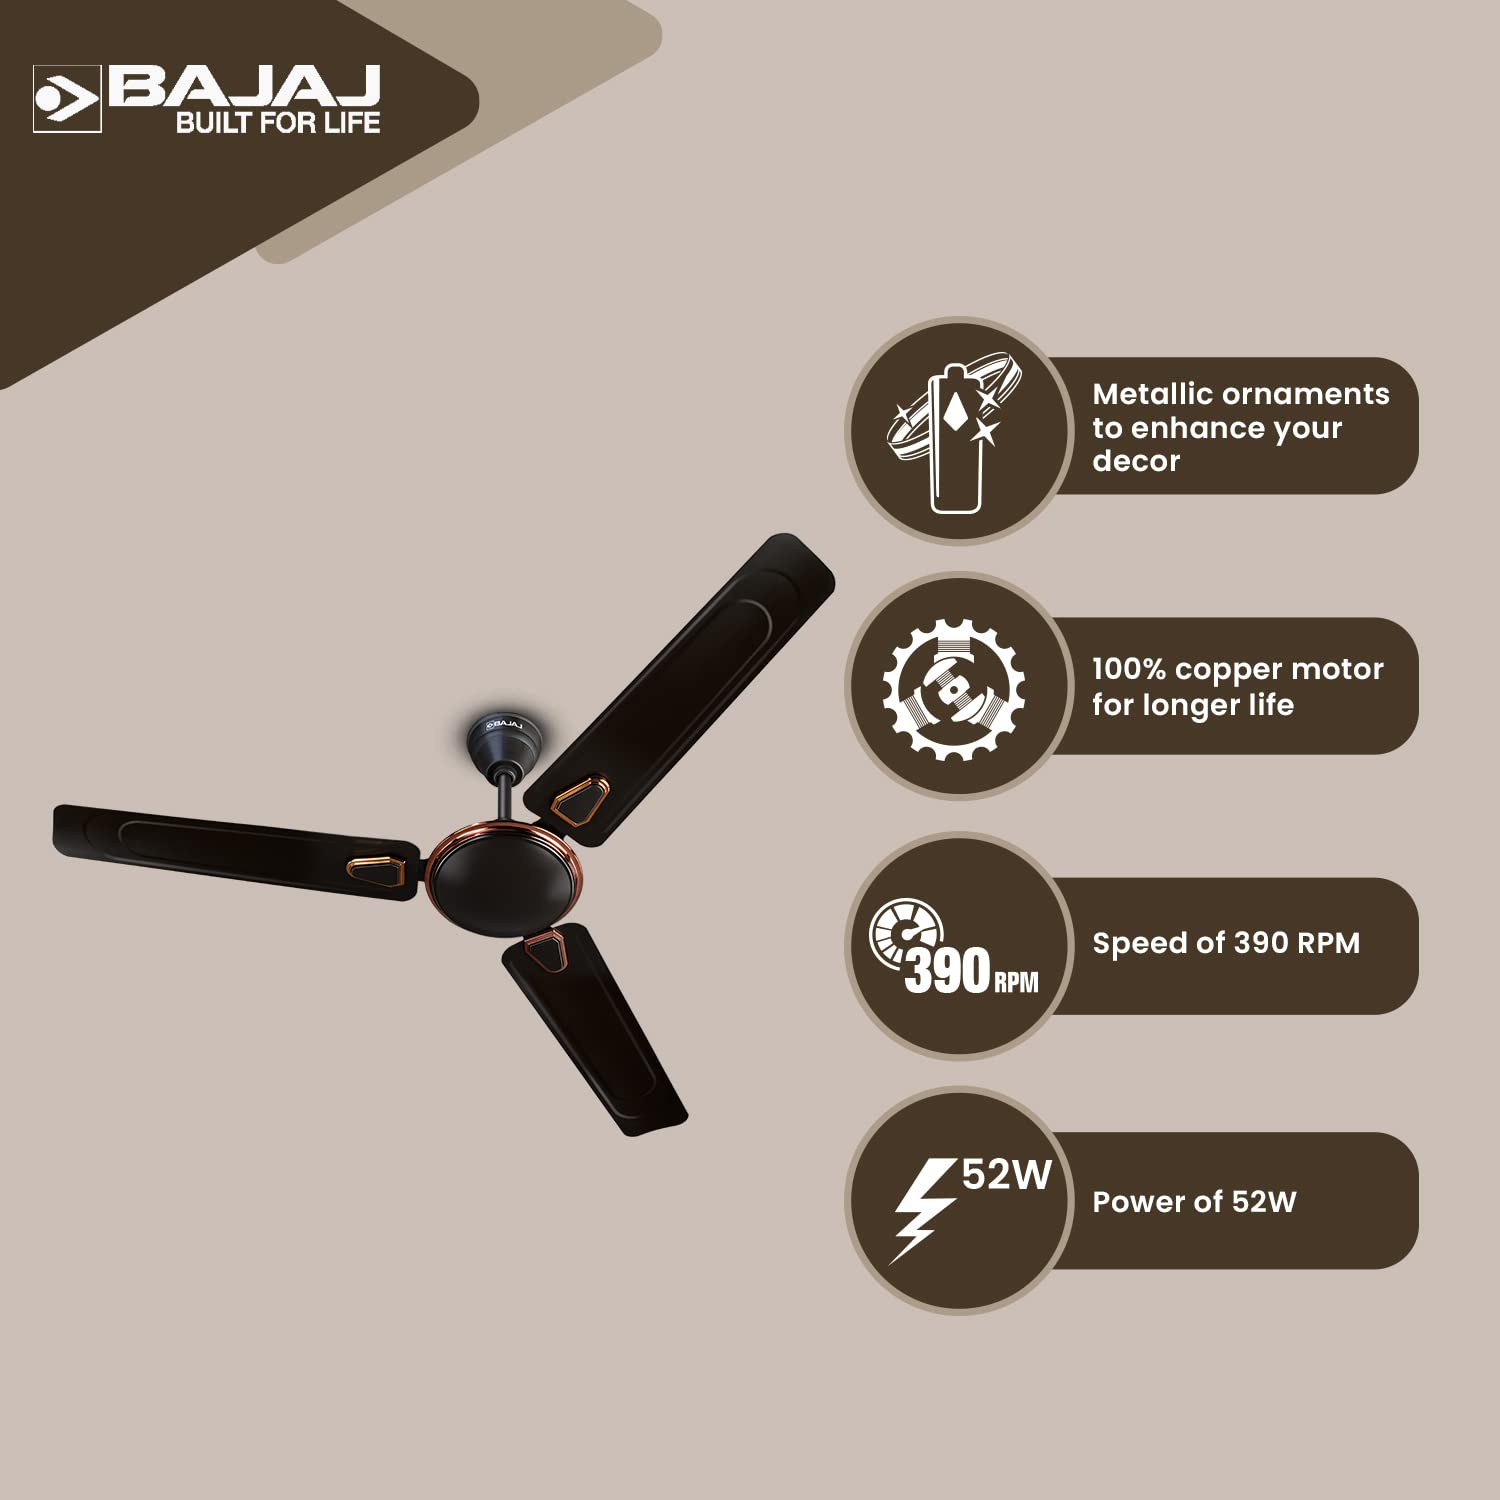 BAJAJ
BUILT FOR LIFE
Metallic ornaments
to enhance your
decor
BAJAJ
100% copper motor
for longer life
390 RPM
Speed of 390 RPM
52W
Power of 52W